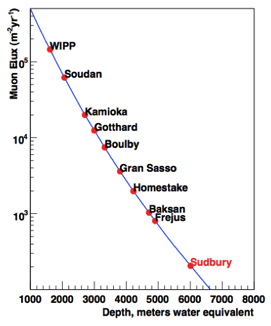 Muon Flux (m⁻²yr⁻¹)
10⁵
10⁴
10³
WIPP
Soudan
Kamioka
Gotthard
Boulby
Gran Sasso
Homestake
Baksan
Frejus
Sudbury
1000 2000 3000 4000 5000 6000 7000 8000
Depth, meters water equivalent